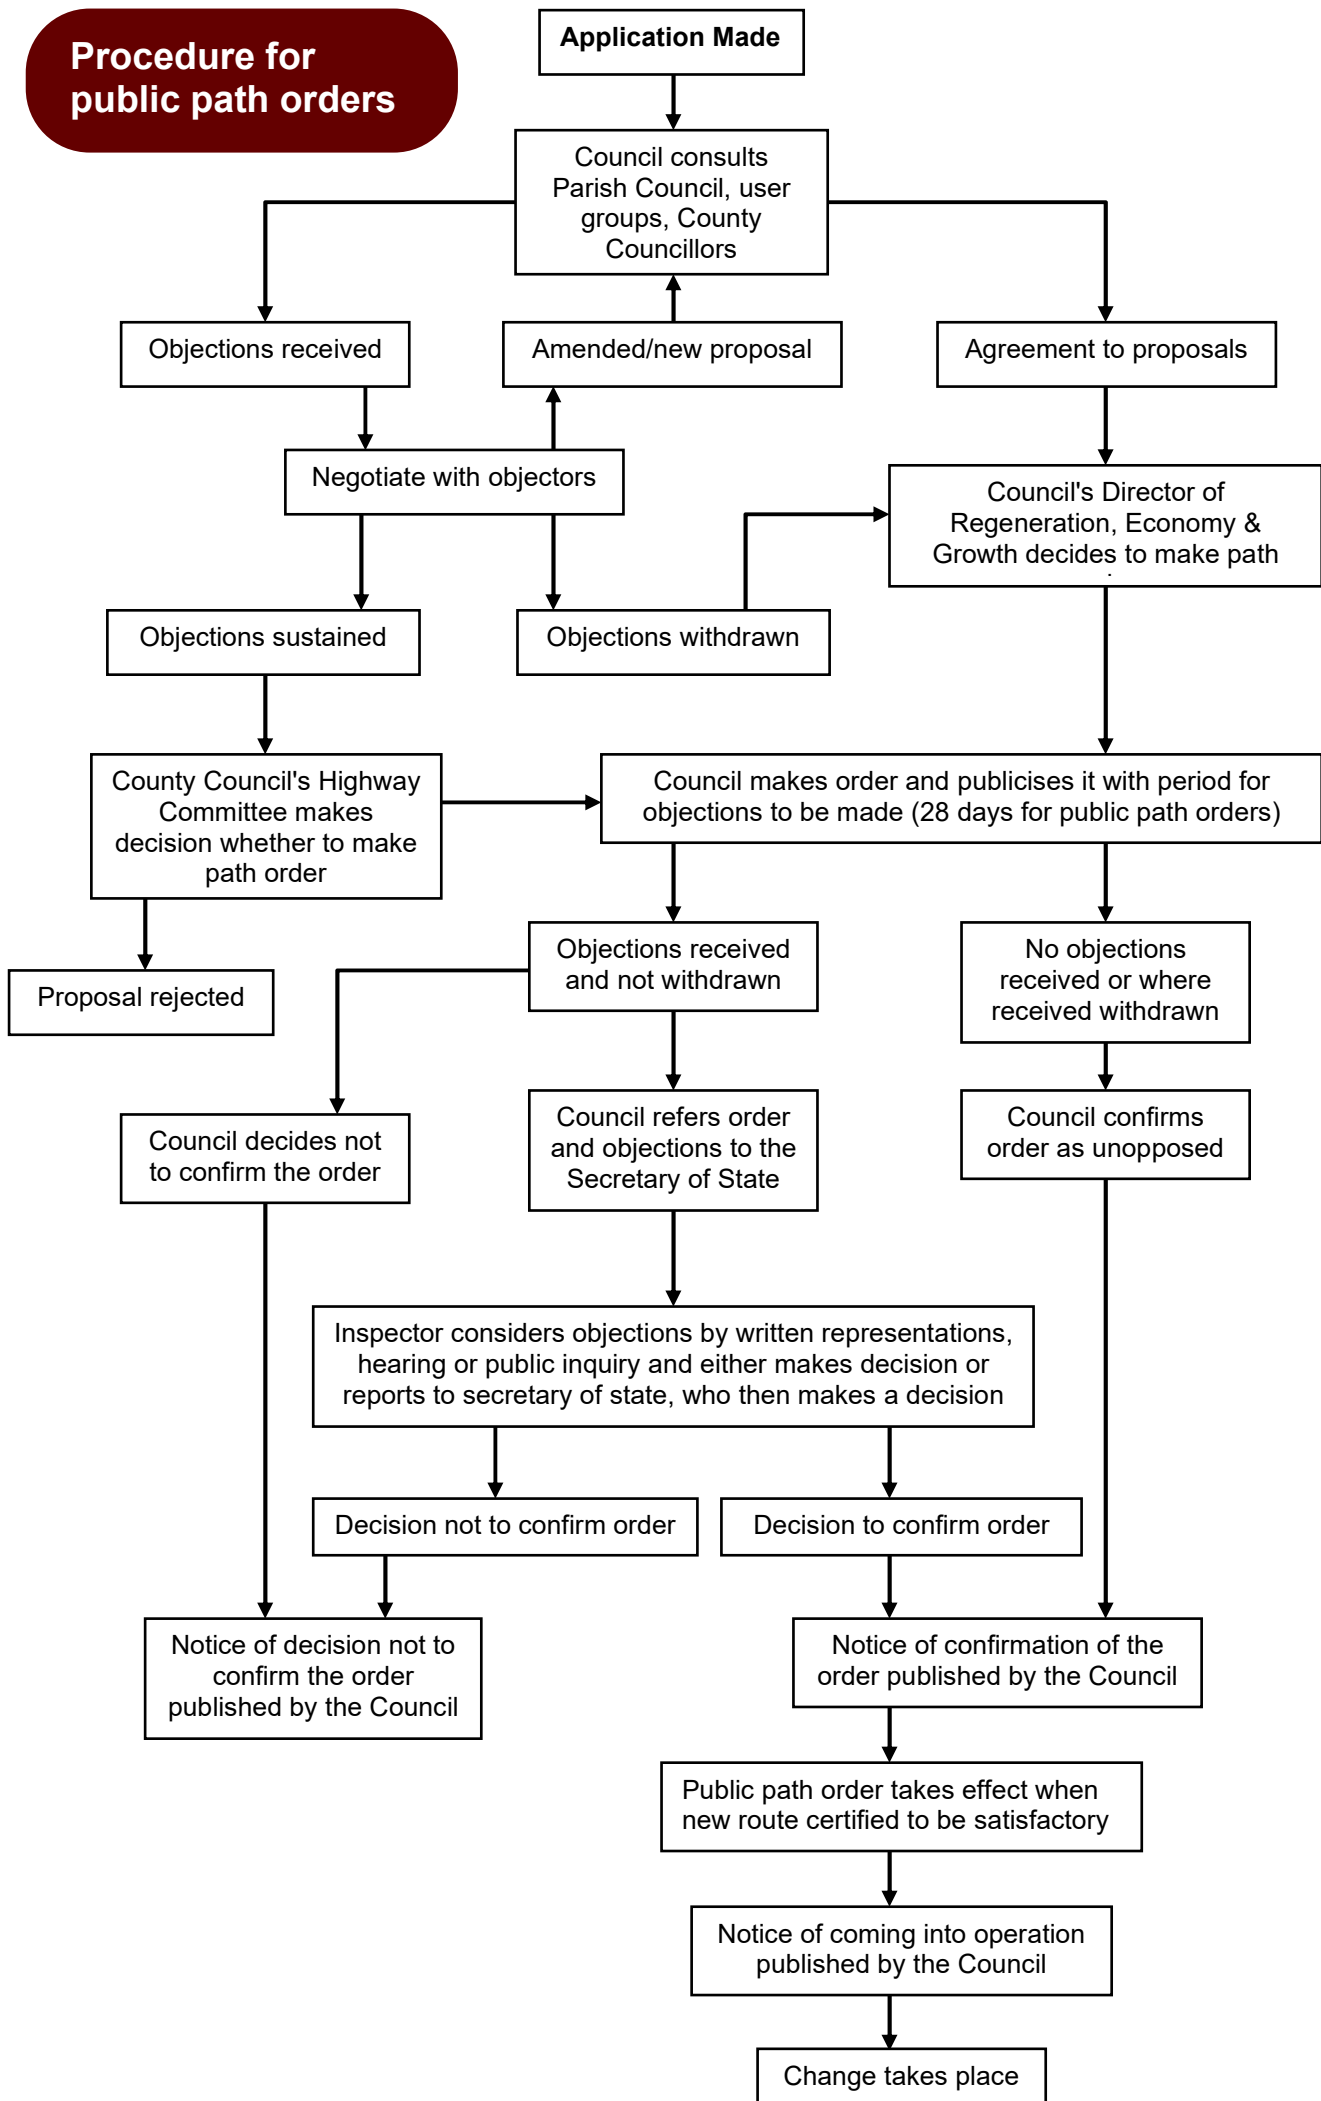 Procedure for
public path orders
Application Made
Council consults
Parish Council, user
groups, County
Councillors
Objections received
Amended/new proposal
Agreement to proposals
Negotiate with objectors
Council's Director of
Regeneration, Economy &
Growth decides to make path
Objections sustained
Objections withdrawn
County Council's Highway
Committee makes
decision whether to make
path order
Council makes order and publicises it with period for
objections to be made (28 days for public path orders)
Objections received
and not withdrawn
No objections
received or where
received withdrawn
Proposal rejected
Council decides not
to confirm the order
Council refers order
and objections to the
Secretary of State
Council confirms
order as unopposed
Inspector considers objections by written representations,
hearing or public inquiry and either makes decision or
reports to secretary of state, who then makes a decision
Decision not to confirm order
Decision to confirm order
Notice of decision not to
confirm the order
published by the Council
Notice of confirmation of the
order published by the Council
Public path order takes effect when
new route certified to be satisfactory
Notice of coming into operation
published by the Council
Change takes place